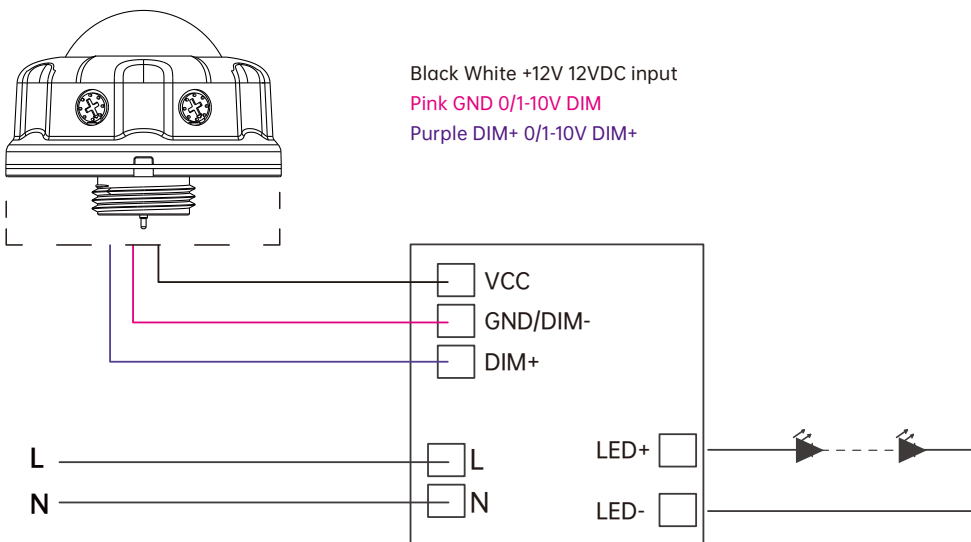 Black White +12V 12VDC input
Pink GND 0/1-10V DIM
Purple DIM+ 0/1-10V DIM+
VCC
GND/DIM-
DIM+
L
L
N
N
LED+
LED-